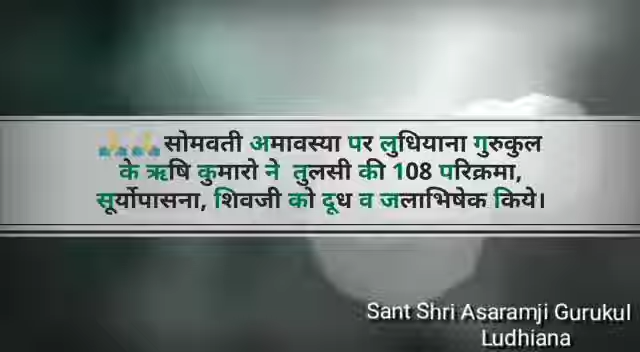 🙏🙏 सोमवती अमावस्या पर लुधियाना गुरुकुल
के ऋषि कुमारो ने तुलसी की 108 परिक्रमा,
सूर्योपासना, शिवजी को दूध व जलाभिषेक किये।
Sant Shri Asaramji Gurukul
Ludhiana